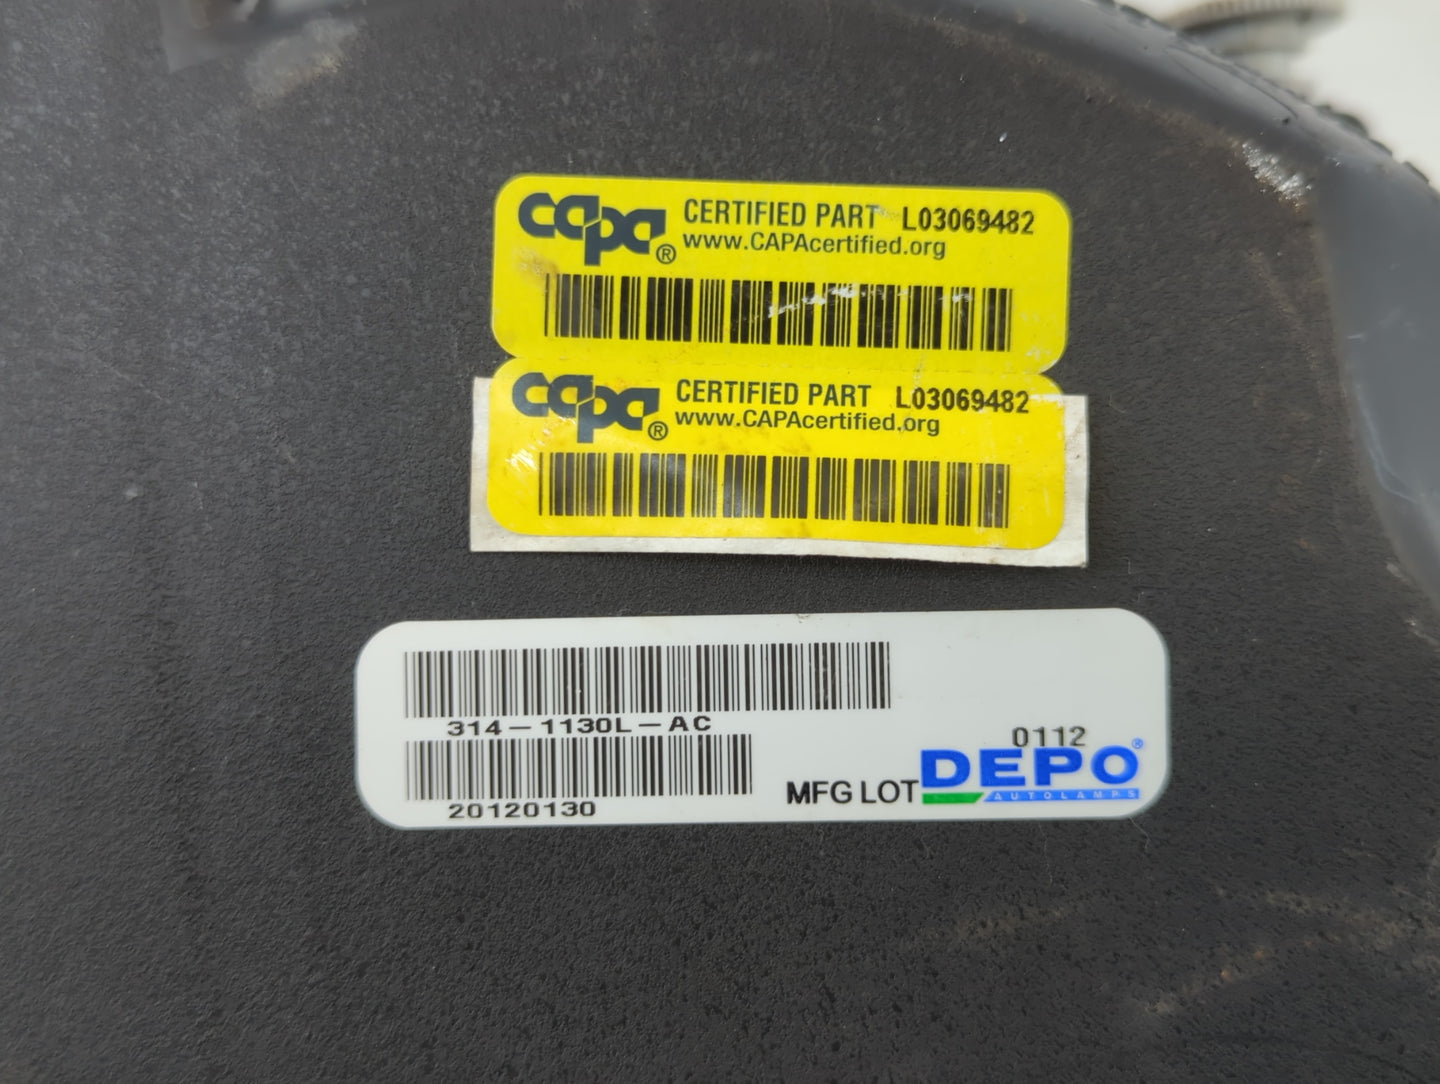 capa® CERTIFIED PART L03069482
www.CAPAcertified.org
capa® CERTIFIED PART L03069482
www.CAPAcertified.org
314-1130L-AC
0112
20120130
MFG LOT DEPO®
AUTOLAMPS